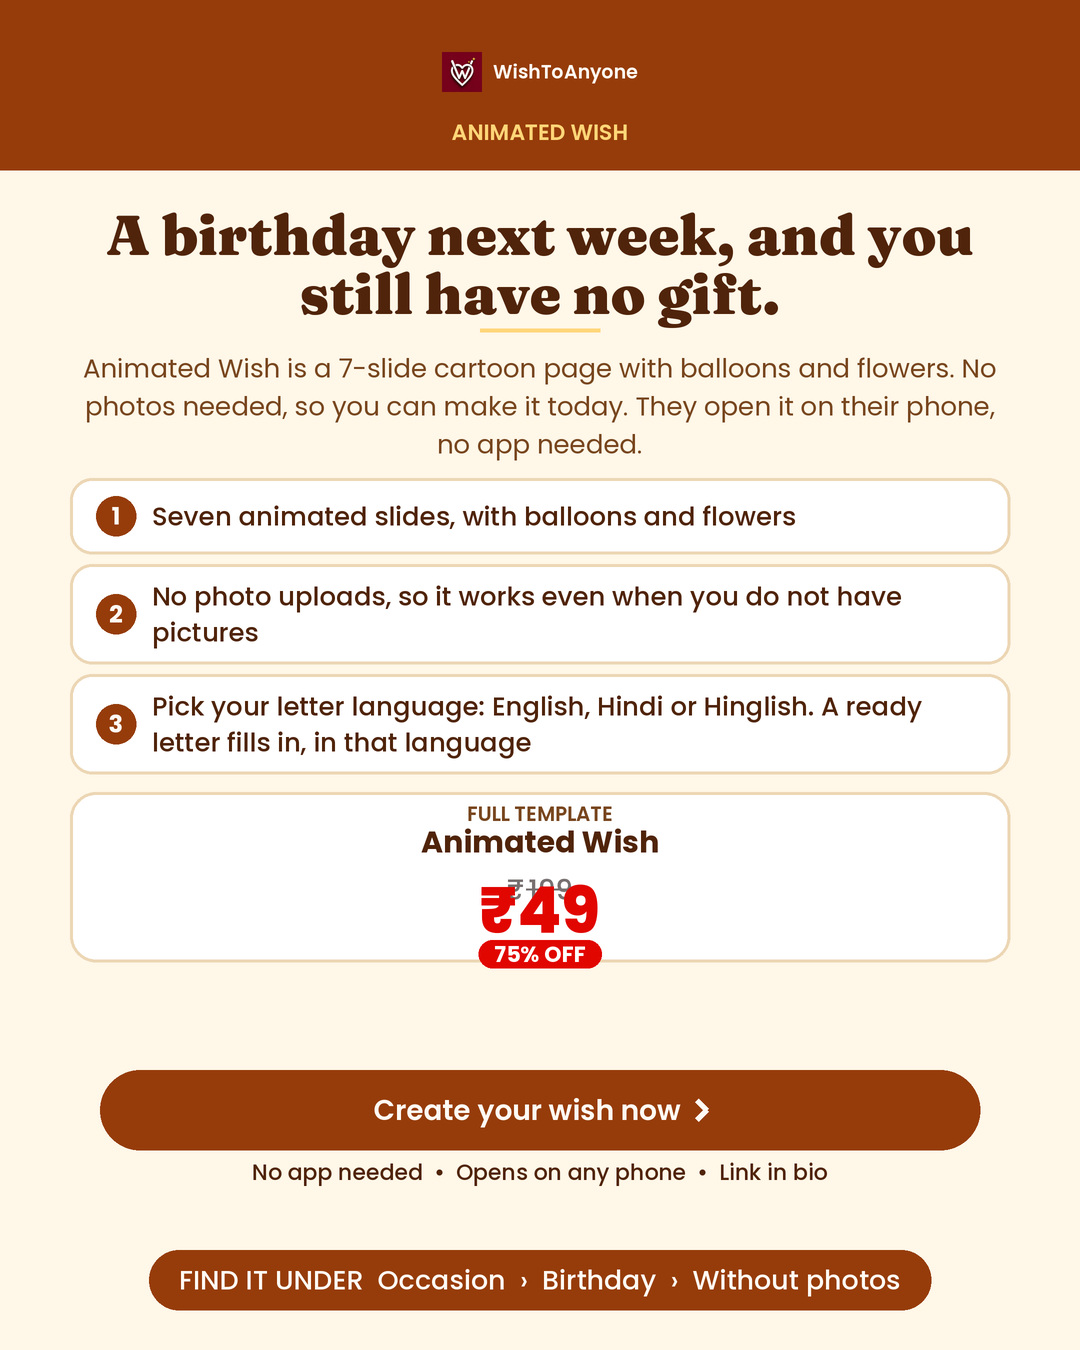 WishToAnyone
ANIMATED WISH
A birthday next week, and you
still have no gift.
Animated Wish is a 7-slide cartoon page with balloons and flowers. No
photos needed, so you can make it today. They open it on their phone,
no app needed.
1 Seven animated slides, with balloons and flowers
2 No photo uploads, so it works even when you do not have
pictures
3 Pick your letter language: English, Hindi or Hinglish. A ready
letter fills in, in that language
FULL TEMPLATE
Animated Wish
₹199
₹49
75% OFF
Create your wish now ›
No app needed • Opens on any phone • Link in bio
FIND IT UNDER Occasion › Birthday › Without photos